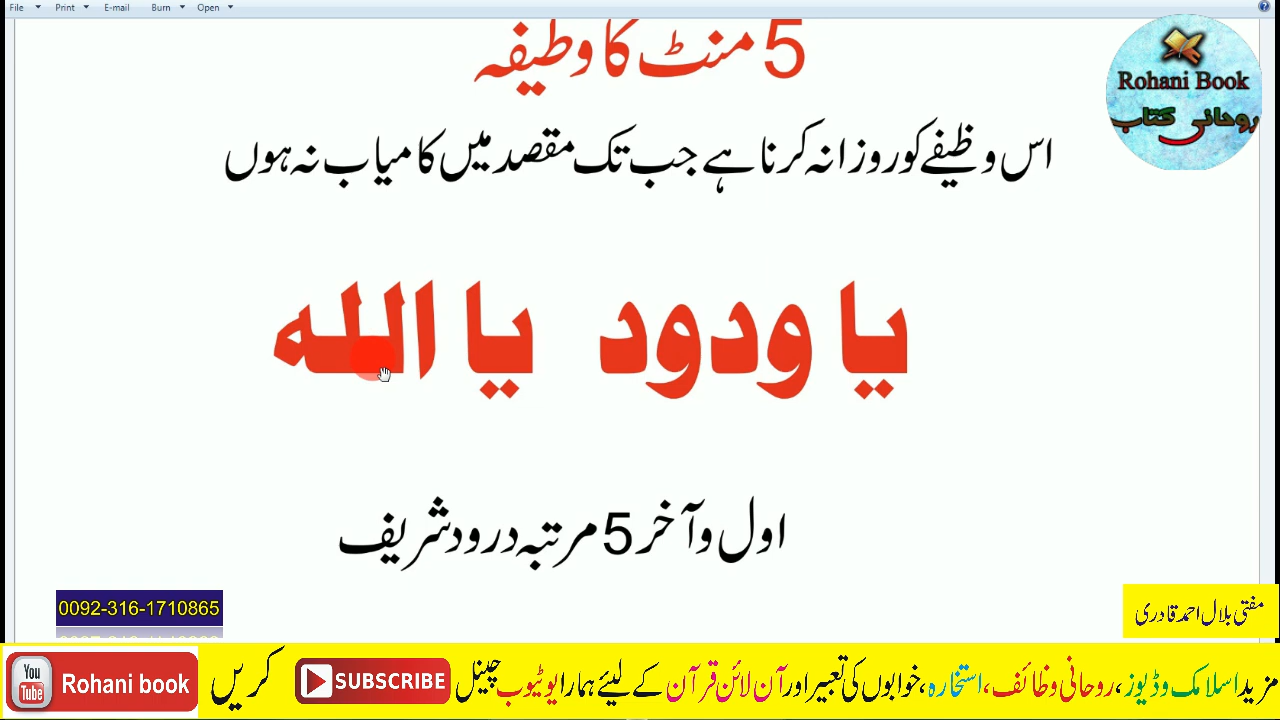 File Print E-mail Burn Open
5 منٹ کا وظیفہ
Rohani Book
روحانی کتاب
اس وظیفے کو روزانہ کرنا ہے جب تک مقصد میں کامیاب نہ ہوں
یا ودود یا الله
اول و آخر 5 مرتبہ درود شریف
0092-316-1710865
مفتی بلال احمد قادری
مزید اسلامک وڈیوز، روحانی وظائف، استخارہ، خوابوں کی تعبیر اور آن لائن قرآن کے لیئے ہمارا یوٹیوب چینل SUBSCRIBE کریں
You Tube Rohani book